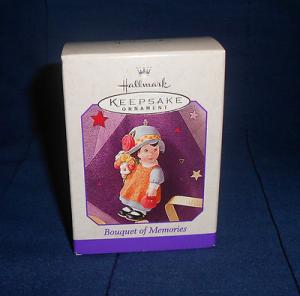 Hallmark
KEEPSAKE
ORNAMENT
Bouquet of Memories